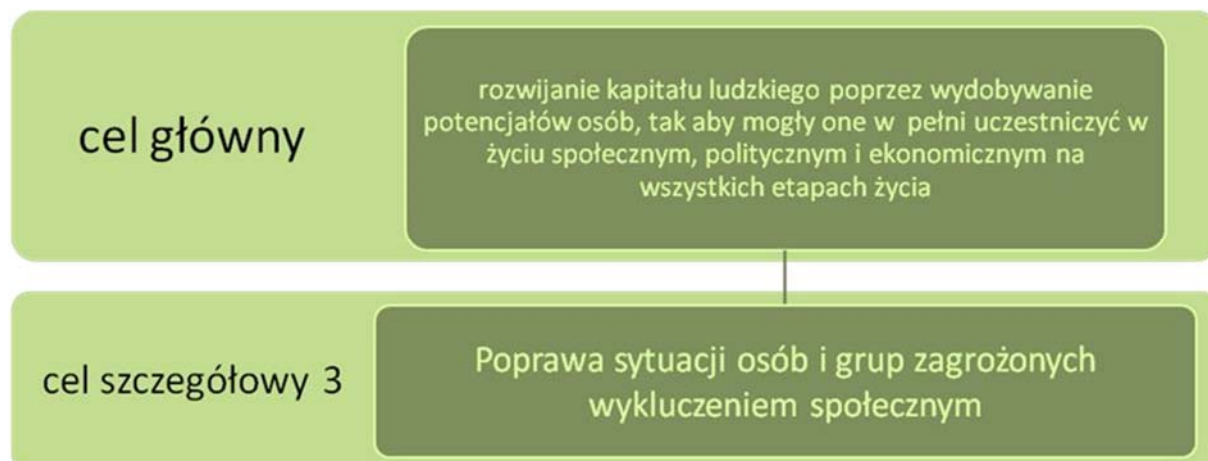 cel główny
rozwijanie kapitału ludzkiego poprzez wydobywanie
potencjałów osób, tak aby mogły one w pełni uczestniczyć w
życiu społecznym, politycznym i ekonomicznym na
wszystkich etapach życia
cel szczegółowy 3
Poprawa sytuacji osób i grup zagrożonych
wykluczeniem społecznym